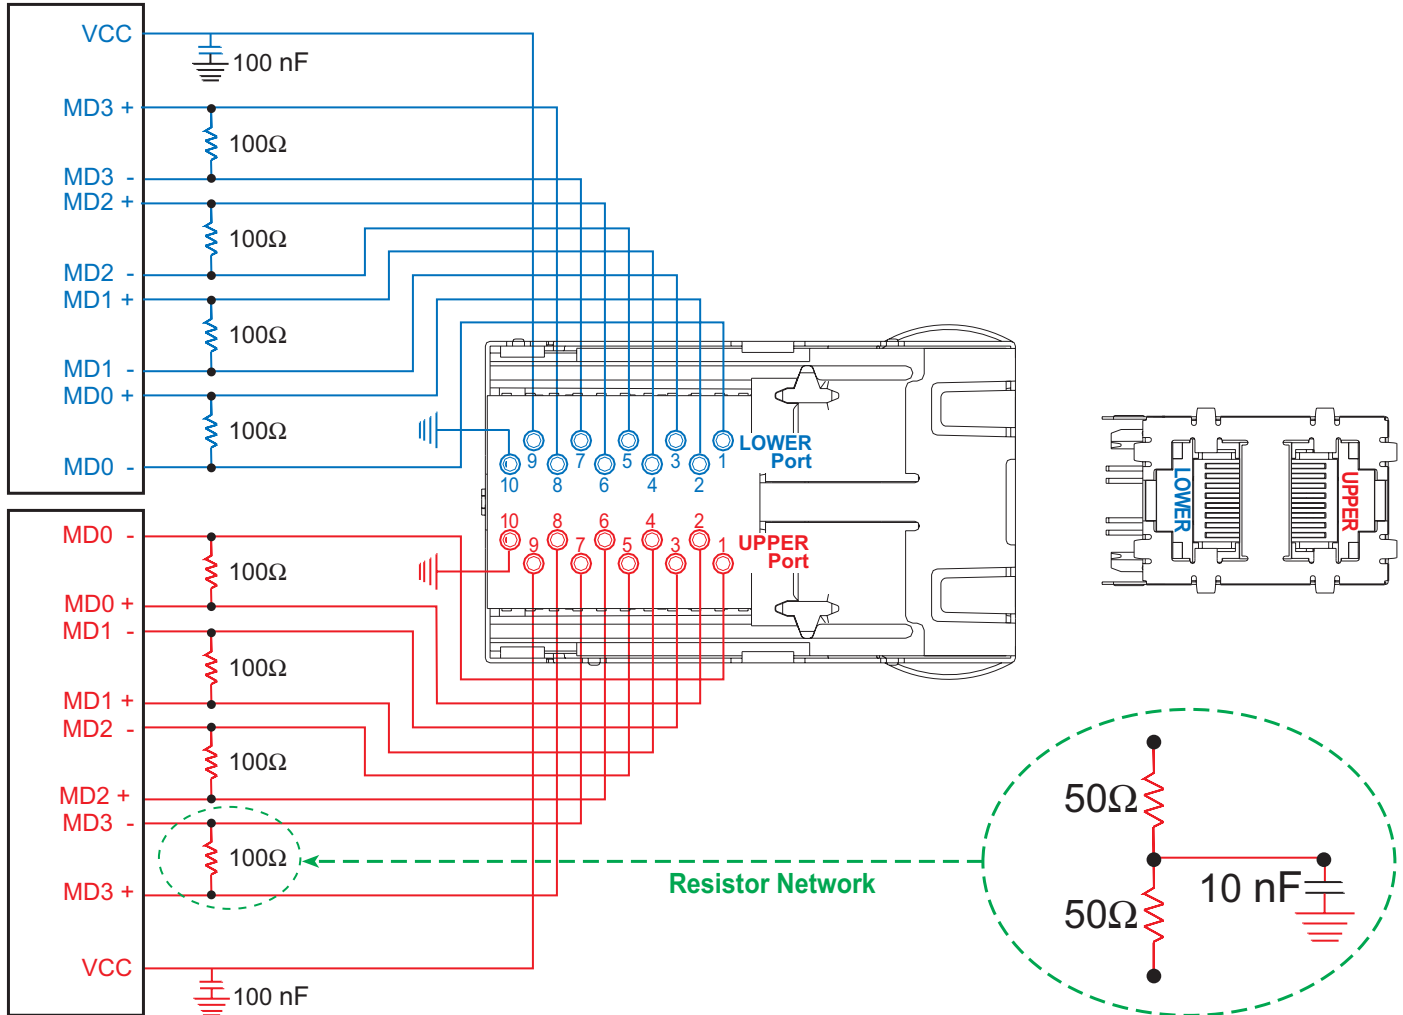 VCC
100 nF
MD3 +
100Ω
MD3 -
MD2 +
100Ω
MD2 -
MD1 +
100Ω
MD1 -
MD0 +
100Ω
MD0 -
9 7 5 3 1
LOWER
Port
10 8 6 4 2
10 8 6 4 2
UPPER
Port
9 7 5 3 1
MD0 -
100Ω
MD0 +
MD1 -
100Ω
MD1 +
MD2 -
100Ω
MD2 +
MD3 -
100Ω
MD3 +
VCC
100 nF
LOWER
UPPER
Resistor Network
50Ω
50Ω
10 nF